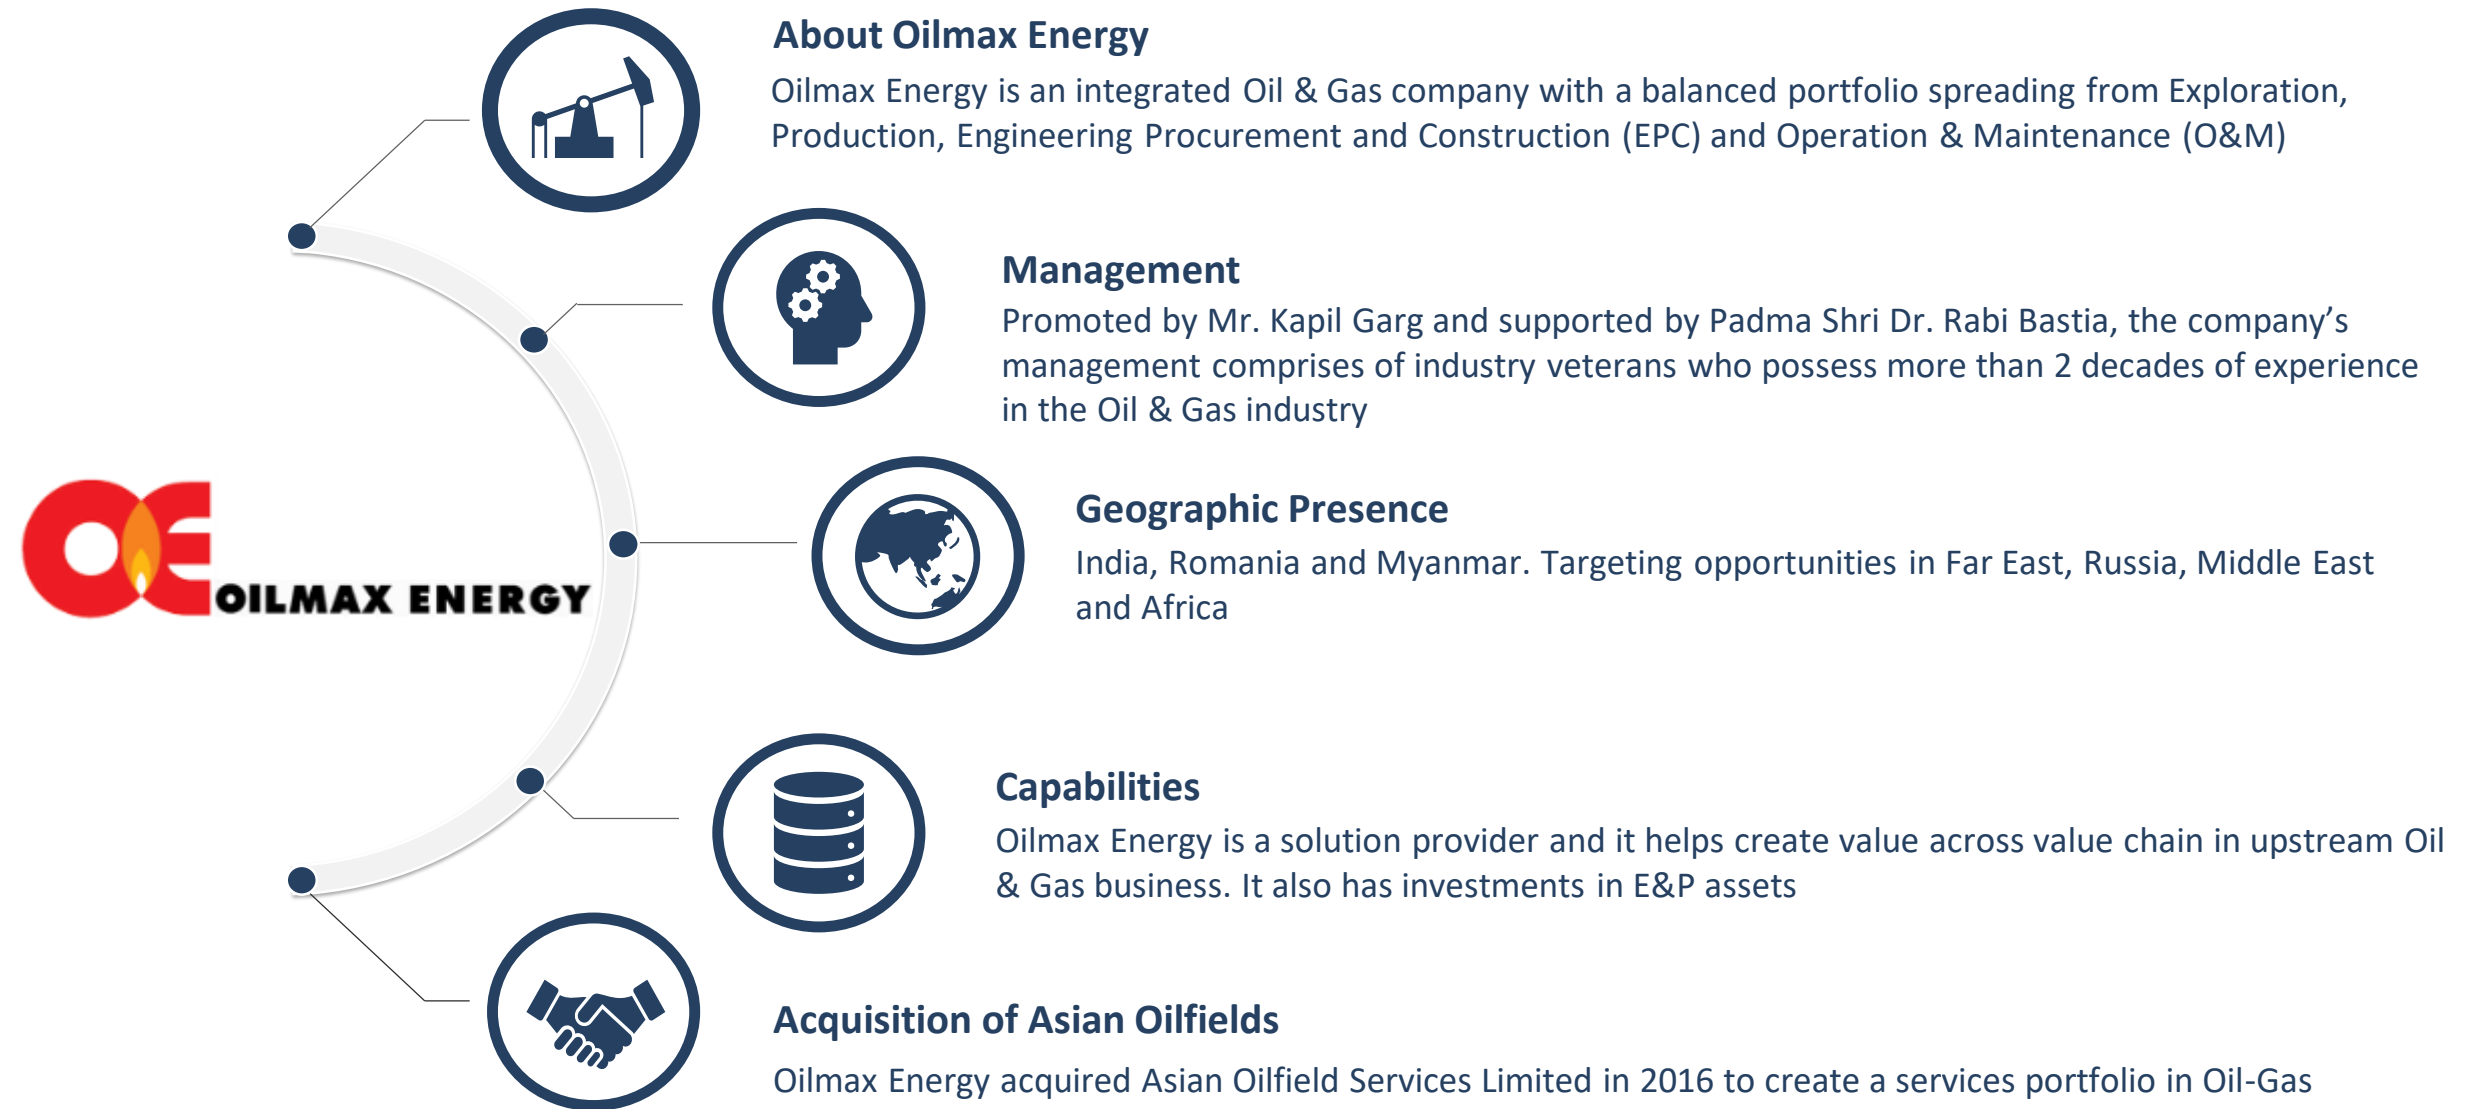 About Oilmax Energy
Oilmax Energy is an integrated Oil & Gas company with a balanced portfolio spreading from Exploration,
Production, Engineering Procurement and Construction (EPC) and Operation & Maintenance (O&M)
Management
Promoted by Mr. Kapil Garg and supported by Padma Shri Dr. Rabi Bastia, the company’s
management comprises of industry veterans who possess more than 2 decades of experience
in the Oil & Gas industry
OE
OILMAX ENERGY
Geographic Presence
India, Romania and Myanmar. Targeting opportunities in Far East, Russia, Middle East
and Africa
Capabilities
Oilmax Energy is a solution provider and it helps create value across value chain in upstream Oil
& Gas business. It also has investments in E&P assets
Acquisition of Asian Oilfields
Oilmax Energy acquired Asian Oilfield Services Limited in 2016 to create a services portfolio in Oil-Gas